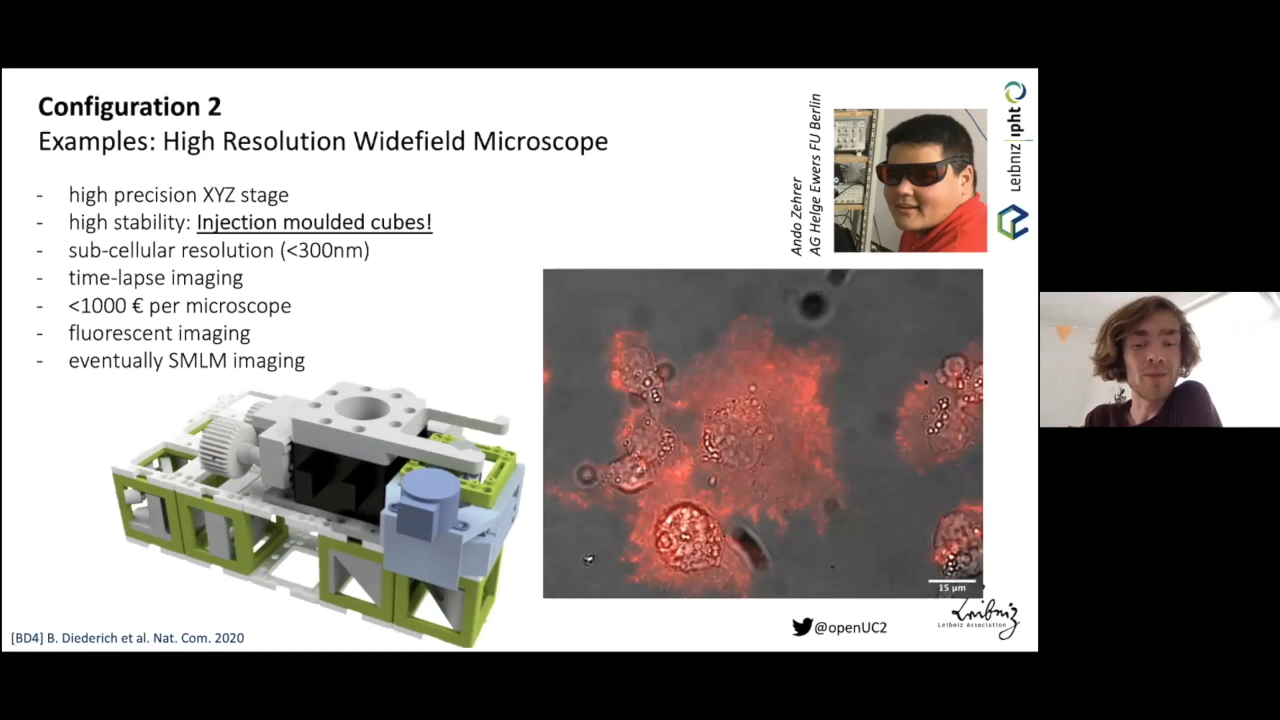 Configuration 2
Examples: High Resolution Widefield Microscope
- high precision XYZ stage
- high stability: Injection moulded cubes!
- sub-cellular resolution (<300nm)
- time-lapse imaging
- <1000 € per microscope
- fluorescent imaging
- eventually SMLM imaging
Ando Zehrer
AG Helge Ewers FU Berlin
Leibniz ipht
15 µm
[BD4] B. Diederich et al. Nat. Com. 2020
@openUC2
Leibniz
Leibniz Association